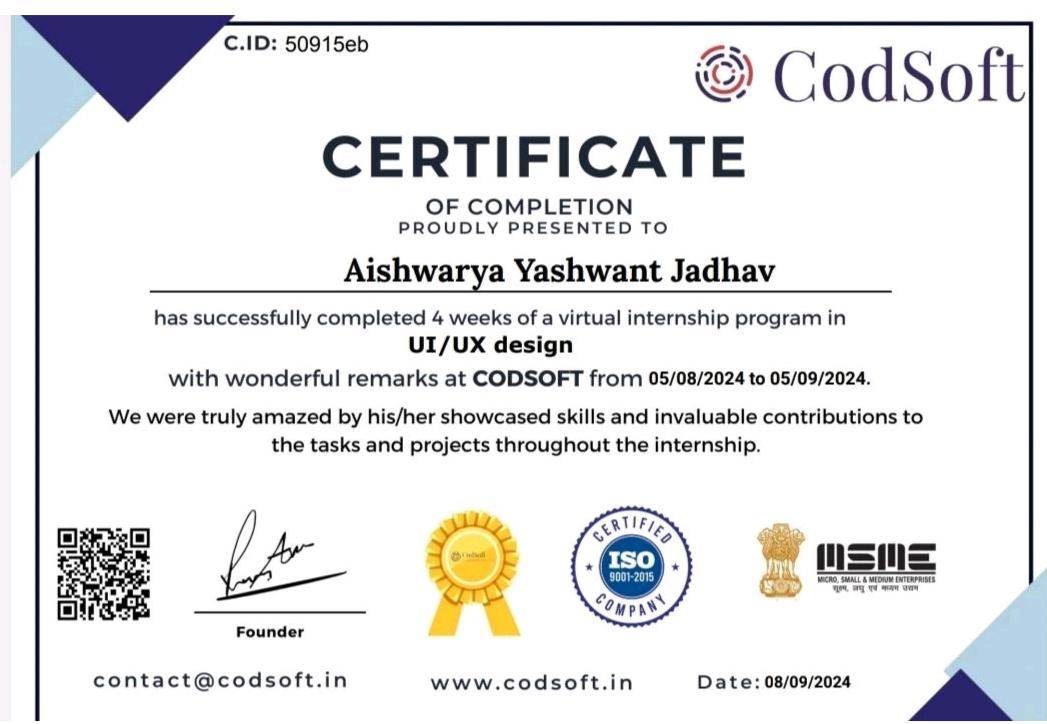 C.ID: 50915eb
CodSoft
CERTIFICATE
OF COMPLETION
PROUDLY PRESENTED TO
Aishwarya Yashwant Jadhav
has successfully completed 4 weeks of a virtual internship program in
UI/UX design
with wonderful remarks at CODSOFT from 05/08/2024 to 05/09/2024.
We were truly amazed by his/her showcased skills and invaluable contributions to
the tasks and projects throughout the internship.
Founder
CodSoft
CERTIFIED
ISO
9001-2015
COMPANY
MSME
MICRO, SMALL & MEDIUM ENTERPRISES
सूक्ष्म, लघु एवं मध्यम उद्यम
contact@codsoft.in
www.codsoft.in
Date: 08/09/2024